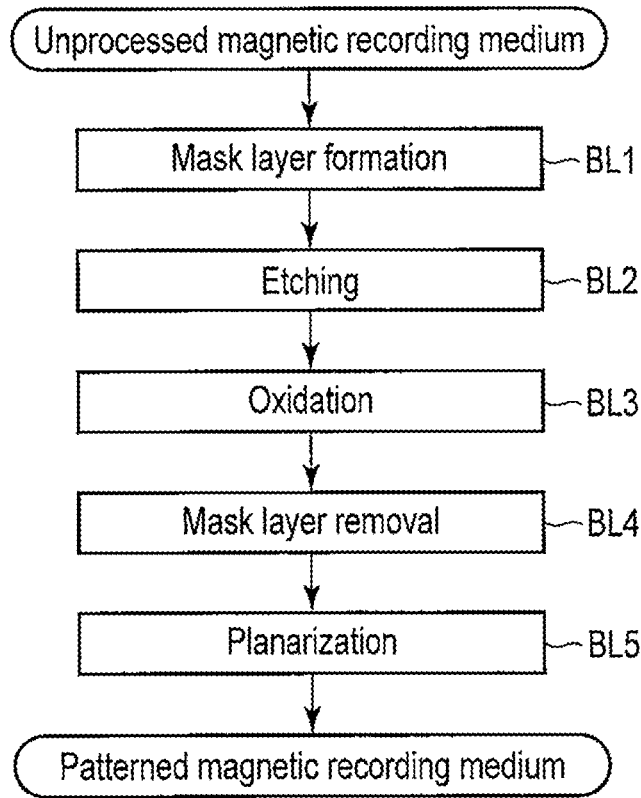 Unprocessed magnetic recording medium
Mask layer formation BL1
Etching BL2
Oxidation BL3
Mask layer removal BL4
Planarization BL5
Patterned magnetic recording medium